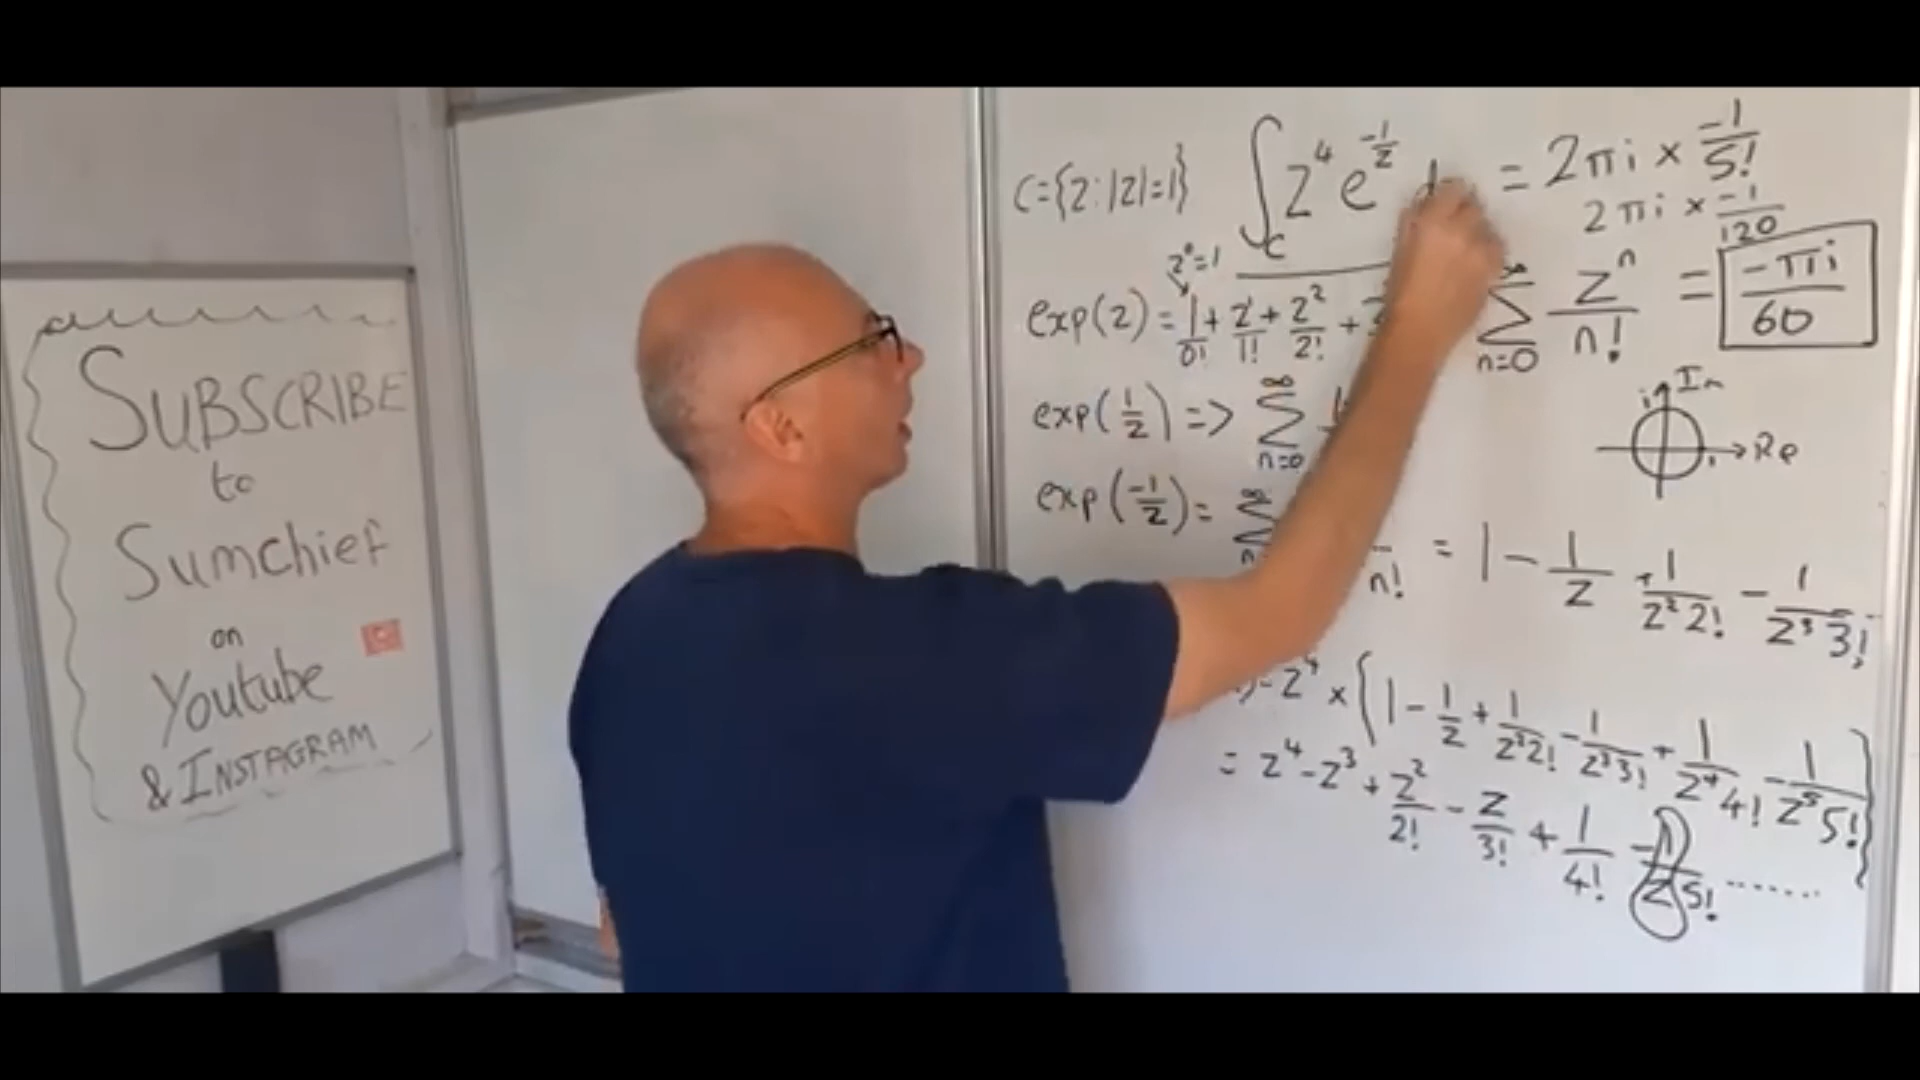 SUBSCRIBE
to
Sumchief
on
Youtube
& INSTAGRAM
C={z:|z|=1} ∫_C z⁴ e^(-1/z) = 2πi × -1/5!
2πi × -1/120
z⁰=1
exp(z) = 1/0! + z¹/1! + z²/2! + ∞ Σ n=0 zⁿ/n! = -πi/60
exp(1/z) => ∞ Σ n=0
i Im
1 Re
exp(-1/z) = ∞ Σ n! = 1 - 1/z + 1/z²2! - 1/z³3!
= z⁴ × (1 - 1/z + 1/z²2! - 1/z³3! + 1/z⁴4! - 1/z⁵5!)
= z⁴ - z³ + z²/2! - z/3! + 1/4! - 1/z5! .......